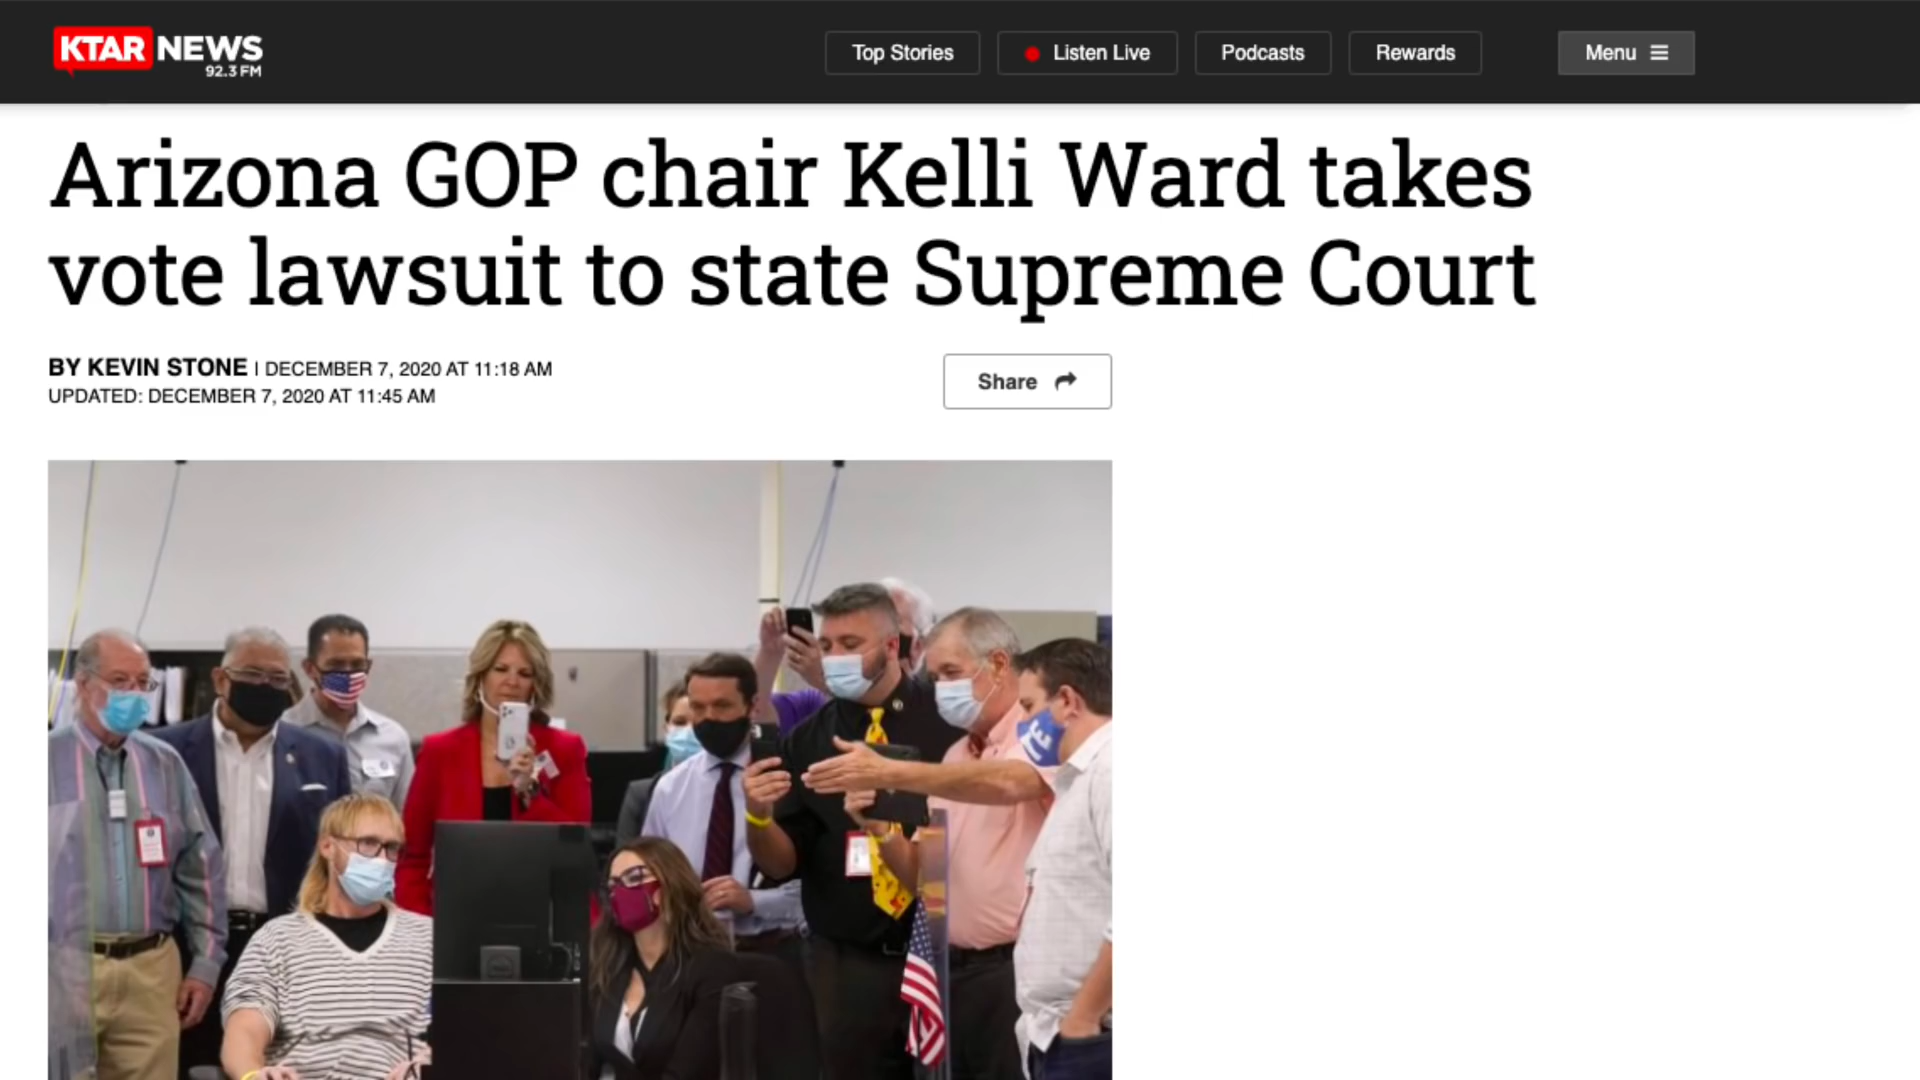 KTAR NEWS
92.3 FM
Top Stories
Listen Live
Podcasts
Rewards
Menu
Arizona GOP chair Kelli Ward takes
vote lawsuit to state Supreme Court
BY KEVIN STONE | DECEMBER 7, 2020 AT 11:18 AM
UPDATED: DECEMBER 7, 2020 AT 11:45 AM
Share